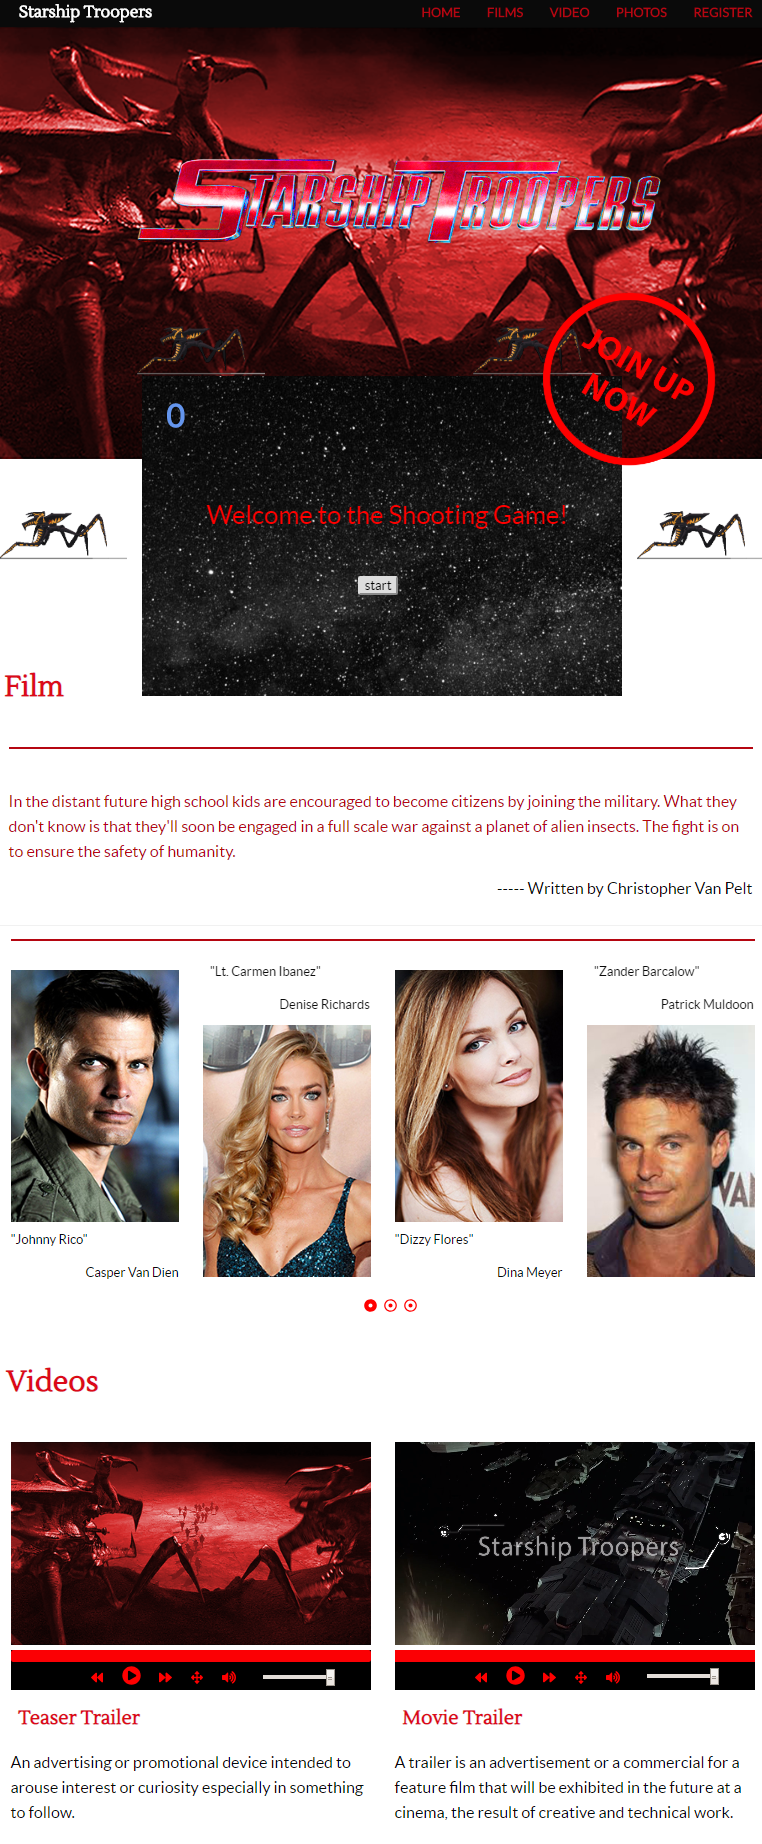 Starship Troopers
HOME FILMS VIDEO PHOTOS REGISTER
STARSHIP TROOPERS
JOIN UP
NOW
0
Welcome to the Shooting Game!
start
Film
In the distant future high school kids are encouraged to become citizens by joining the military. What they
don't know is that they'll soon be engaged in a full scale war against a planet of alien insects. The fight is on
to ensure the safety of humanity.
----- Written by Christopher Van Pelt
"Johnny Rico"
Casper Van Dien
"Lt. Carmen Ibanez"
Denise Richards
"Dizzy Flores"
Dina Meyer
"Zander Barcalow"
Patrick Muldoon
VAN
Videos
Starship Troopers
Teaser Trailer
An advertising or promotional device intended to
arouse interest or curiosity especially in something
to follow.
Movie Trailer
A trailer is an advertisement or a commercial for a
feature film that will be exhibited in the future at a
cinema, the result of creative and technical work.